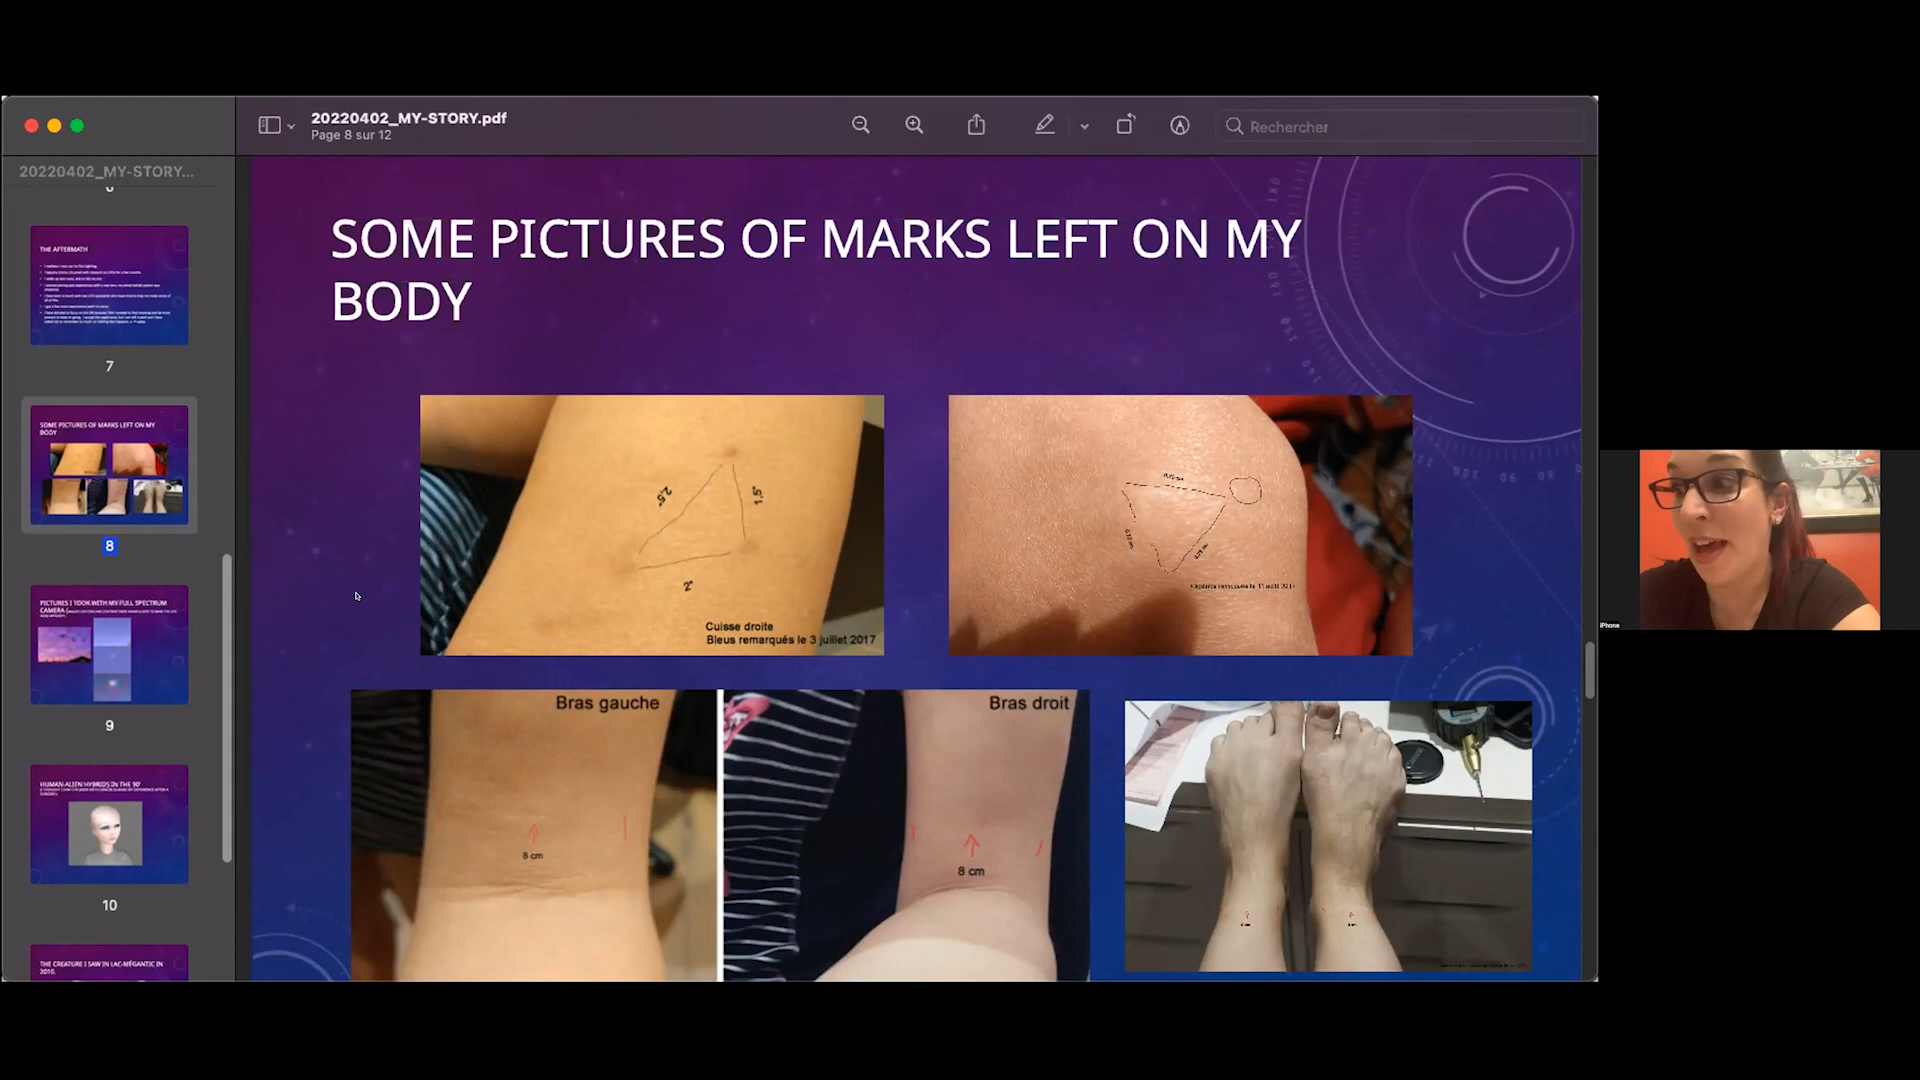 20220402_MY-STORY.pdf
Page 8 sur 12
Rechercher
20220402_MY-STORY...
THE AFTERMATH
7
SOME PICTURES OF MARKS LEFT ON MY
BODY
8
PICTURES I TOOK WITH MY FULL SPECTRUM
CAMERA
9
HUMAN-ALIEN HYBRIDS IN THE 90'
10
THE CREATURE I SAW IN LAC-MÉGANTIC IN
2010.
SOME PICTURES OF MARKS LEFT ON MY
BODY
2,5"
1,5"
2"
Cuisse droite
Bleus remarqués le 3 juillet 2017
Bras gauche
8 cm
Bras droit
8 cm
iPhone